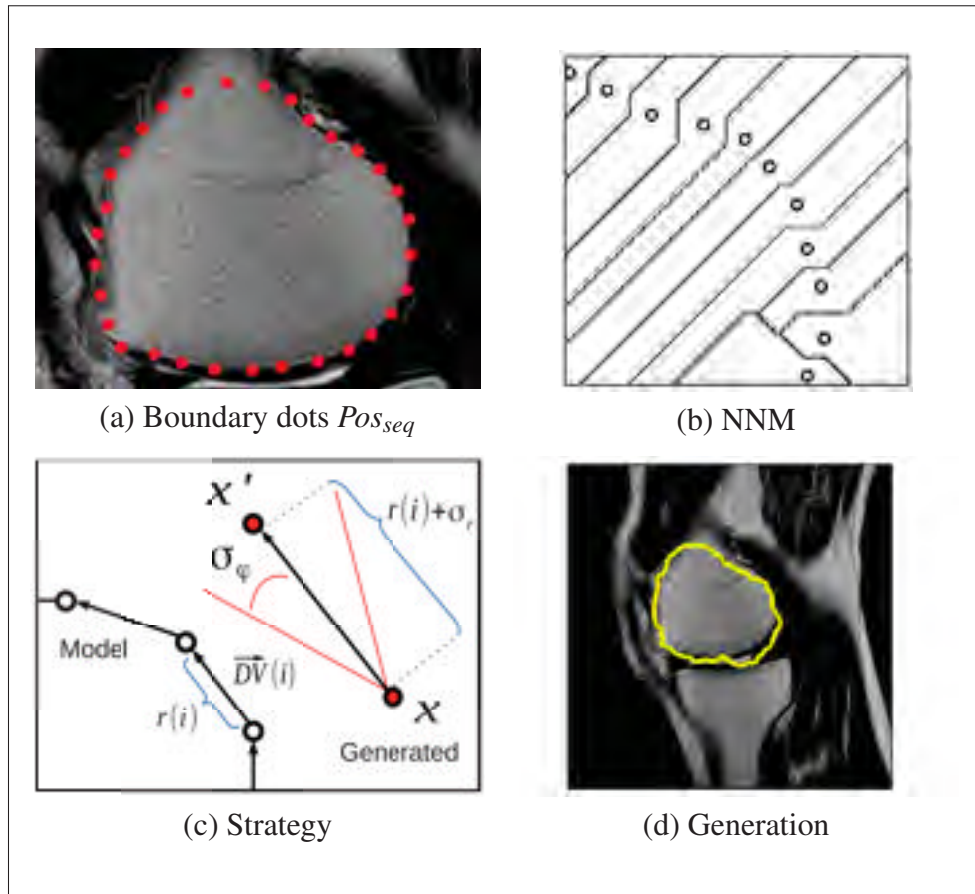 (a) Boundary dots Pos_seq
(b) NNM
x'
r(i)+σ_r
σ_φ
Model
DV(i)
r(i)
x
Generated
(c) Strategy
(d) Generation